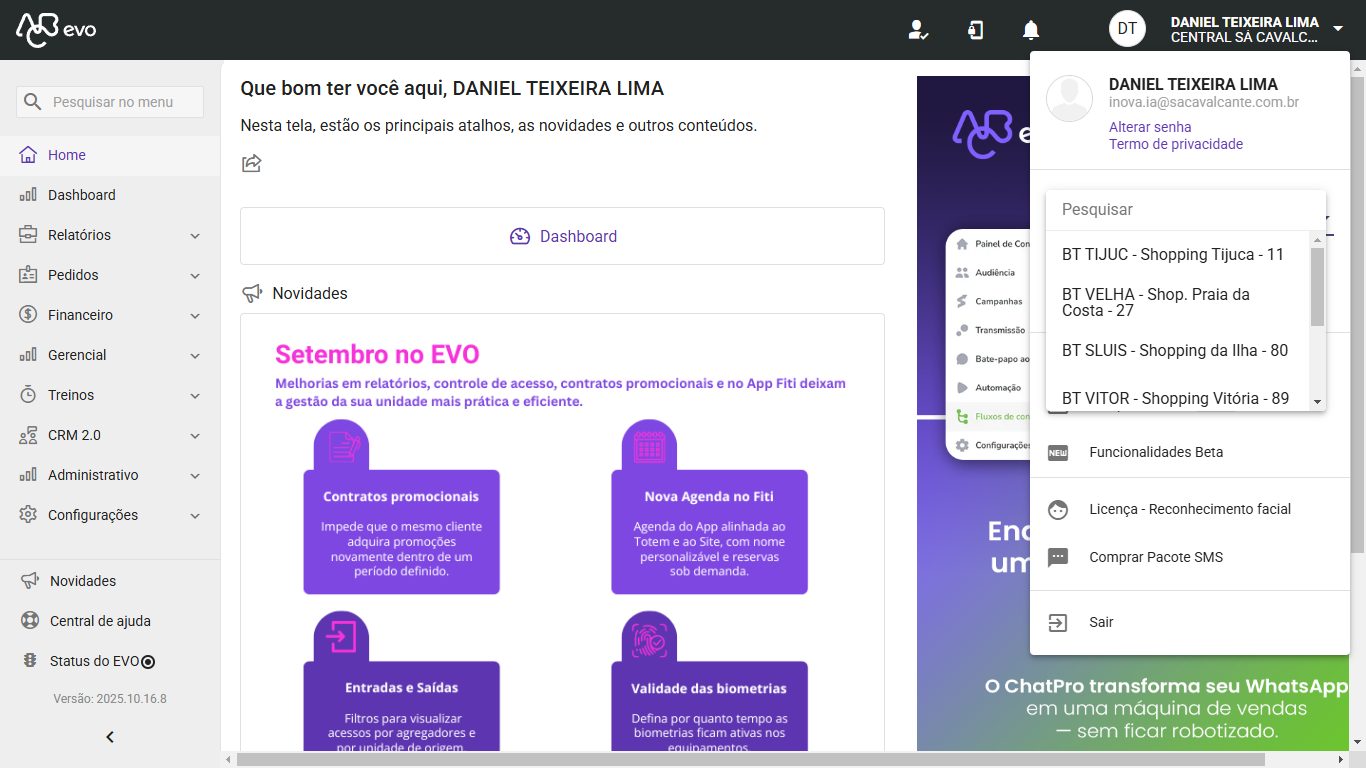 evo
DT
DANIEL TEIXEIRA LIMA
CENTRAL SÁ CAVALC...
Pesquisar no menu
Home
Dashboard
Relatórios
Pedidos
Financeiro
Gerencial
Treinos
CRM 2.0
Administrativo
Configurações
Novidades
Central de ajuda
Status do EVO
Versão: 2025.10.16.8
Que bom ter você aqui, DANIEL TEIXEIRA LIMA
Nesta tela, estão os principais atalhos, as novidades e outros conteúdos.
Dashboard
Novidades
Setembro no EVO
Melhorias em relatórios, controle de acesso, contratos promocionais e no App Fiti deixam
a gestão da sua unidade mais prática e eficiente.
Contratos promocionais
Impede que o mesmo cliente
adquira promoções
novamente dentro de um
período definido.
Nova Agenda no Fiti
Agenda do App alinhada ao
Totem e ao Site, com nome
personalizável e reservas
sob demanda.
Entradas e Saídas
Filtros para visualizar
acessos por agregadores e
por unidade de origem.
Validade das biometrias
Defina por quanto tempo as
biometrias ficam ativas nos
equipamentos.
Painel de Con
Audiência
Campanhas
Transmissão
Bate-papo ao
Automação
Fluxos de con
Configurações
O ChatPro transforma seu WhatsApp
em uma máquina de vendas
— sem ficar robotizado.
DANIEL TEIXEIRA LIMA
inova.ia@sacavalcante.com.br
Alterar senha
Termo de privacidade
Pesquisar
BT TIJUC - Shopping Tijuca - 11
BT VELHA - Shop. Praia da
Costa - 27
BT SLUIS - Shopping da Ilha - 80
BT VITOR - Shopping Vitória - 89
NEW
Funcionalidades Beta
Licença - Reconhecimento facial
Comprar Pacote SMS
Sair